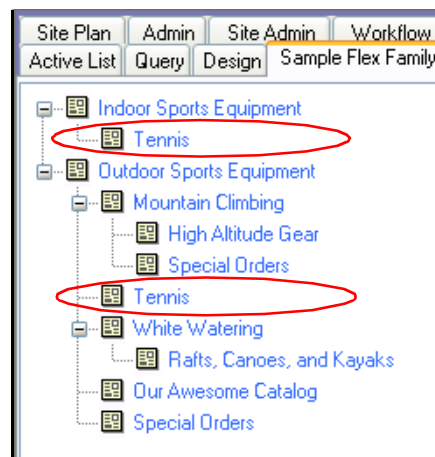 Site Plan Admin Site Admin Workflow
Active List Query Design Sample Flex Family
Indoor Sports Equipment
Tennis
Outdoor Sports Equipment
Mountain Climbing
High Altitude Gear
Special Orders
Tennis
White Watering
Rafts, Canoes, and Kayaks
Our Awesome Catalog
Special Orders